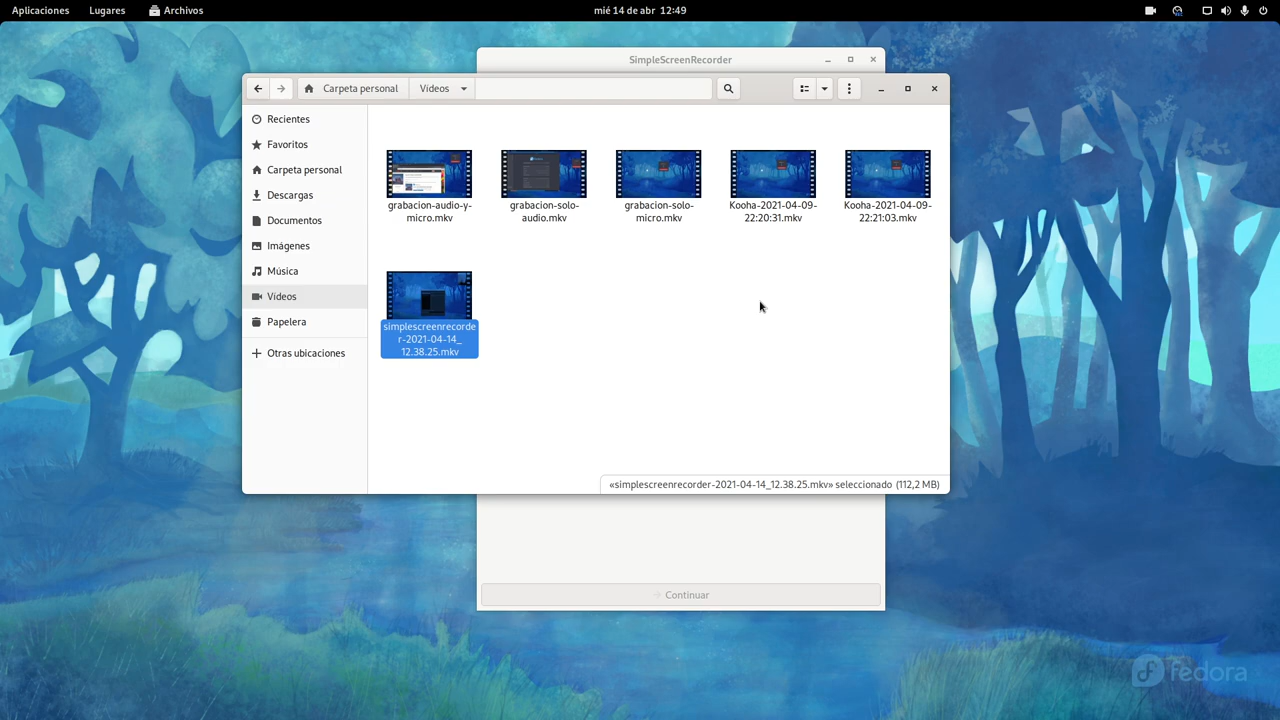 Aplicaciones Lugares Archivos mié 14 de abr 12:49
SimpleScreenRecorder
Carpeta personal Vídeos
Recientes
Favoritos
Carpeta personal
Descargas
Documentos
Imágenes
Música
Vídeos
Papelera
Otras ubicaciones
grabacion-audio-y-
micro.mkv
grabacion-solo-
audio.mkv
grabacion-solo-
micro.mkv
Kooha-2021-04-09-
22:20:31.mkv
Kooha-2021-04-09-
22:21:03.mkv
simplescreenrecorde
r-2021-04-14_
12.38.25.mkv
«simplescreenrecorder-2021-04-14_12.38.25.mkv» seleccionado (112,2 MB)
Continuar
fedora